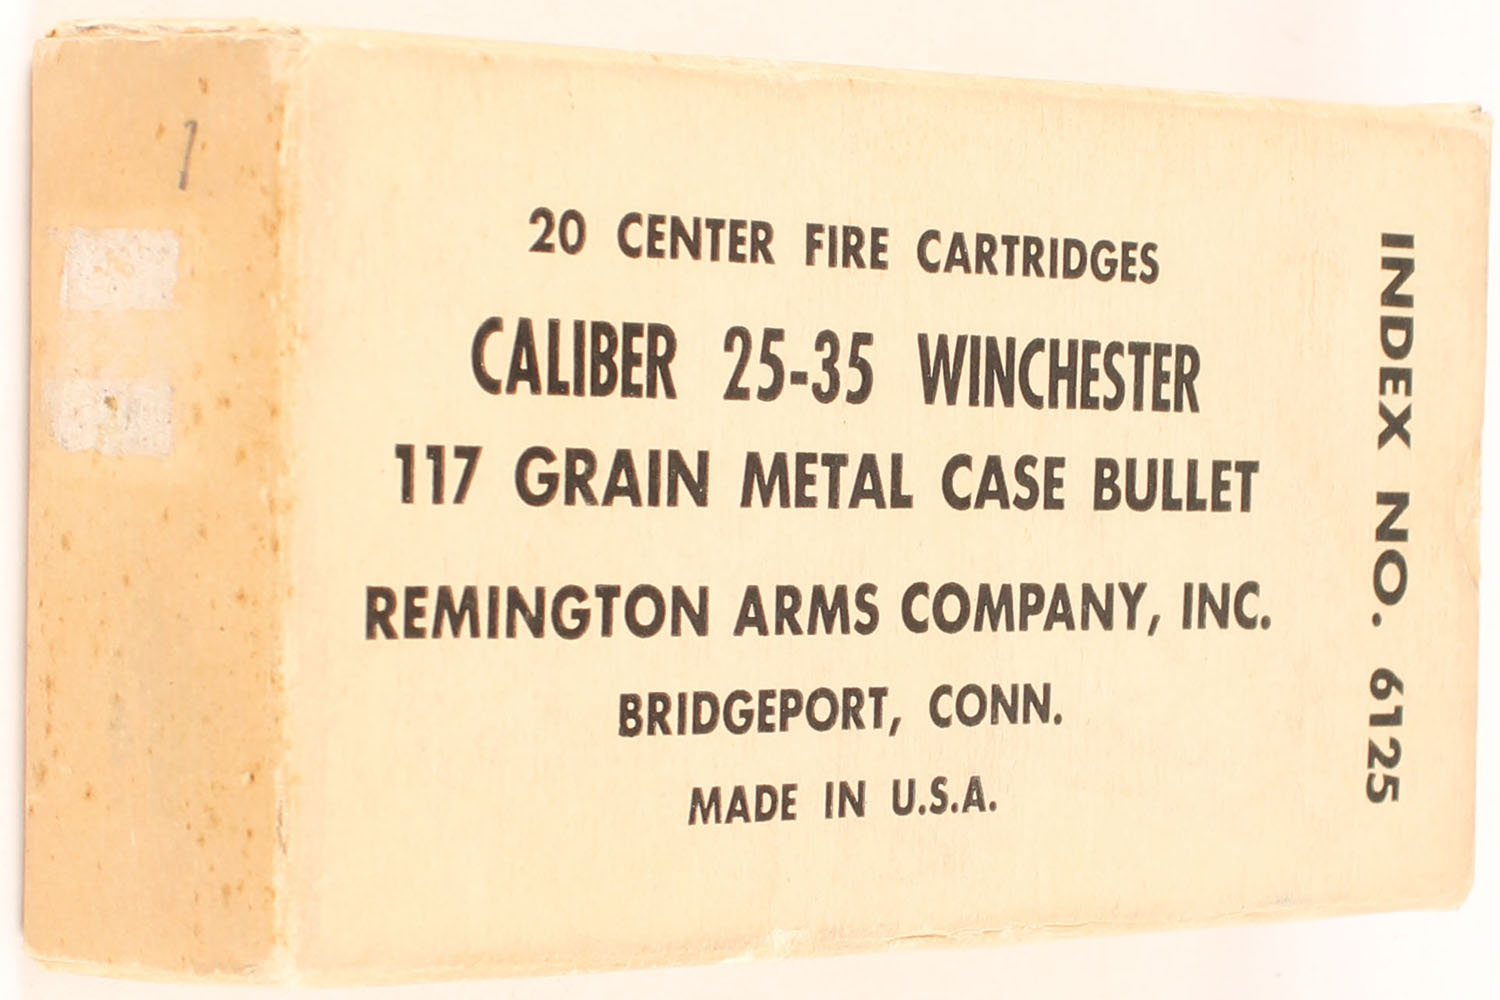 1
20 CENTER FIRE CARTRIDGES
CALIBER 25-35 WINCHESTER
117 GRAIN METAL CASE BULLET
REMINGTON ARMS COMPANY, INC.
BRIDGEPORT, CONN.
MADE IN U.S.A.
INDEX NO. 6125